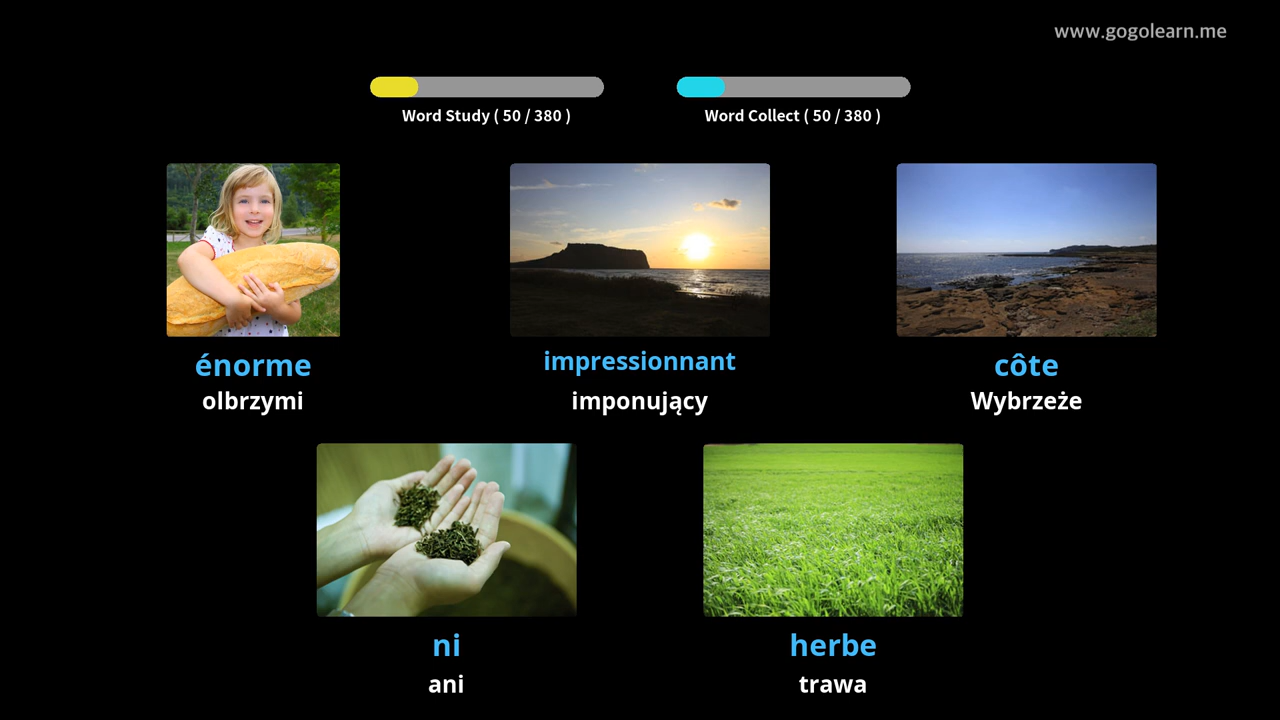 www.gogolearn.me
Word Study ( 50 / 380 )
Word Collect ( 50 / 380 )
énorme
olbrzymi
impressionnant
imponujący
côte
Wybrzeże
ni
ani
herbe
trawa